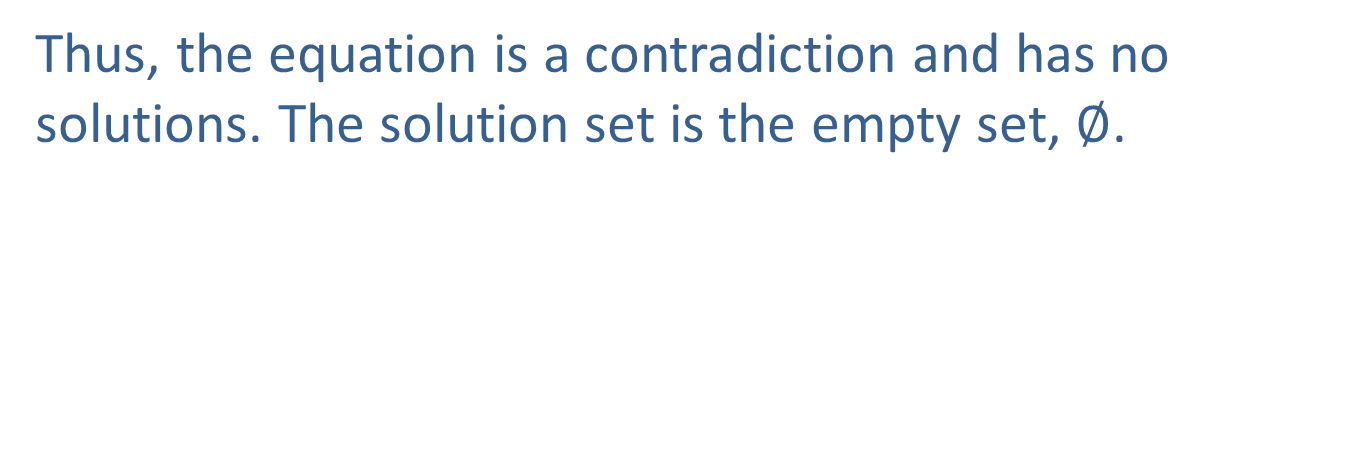 Thus, the equation is a contradiction and has no
solutions. The solution set is the empty set, Ø.